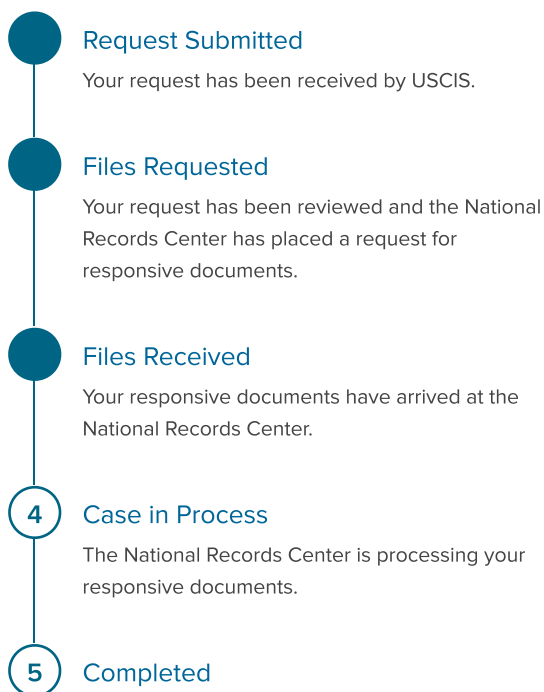 Request Submitted
Your request has been received by USCIS.
Files Requested
Your request has been reviewed and the National
Records Center has placed a request for
responsive documents.
Files Received
Your responsive documents have arrived at the
National Records Center.
4
Case in Process
The National Records Center is processing your
responsive documents.
5
Completed